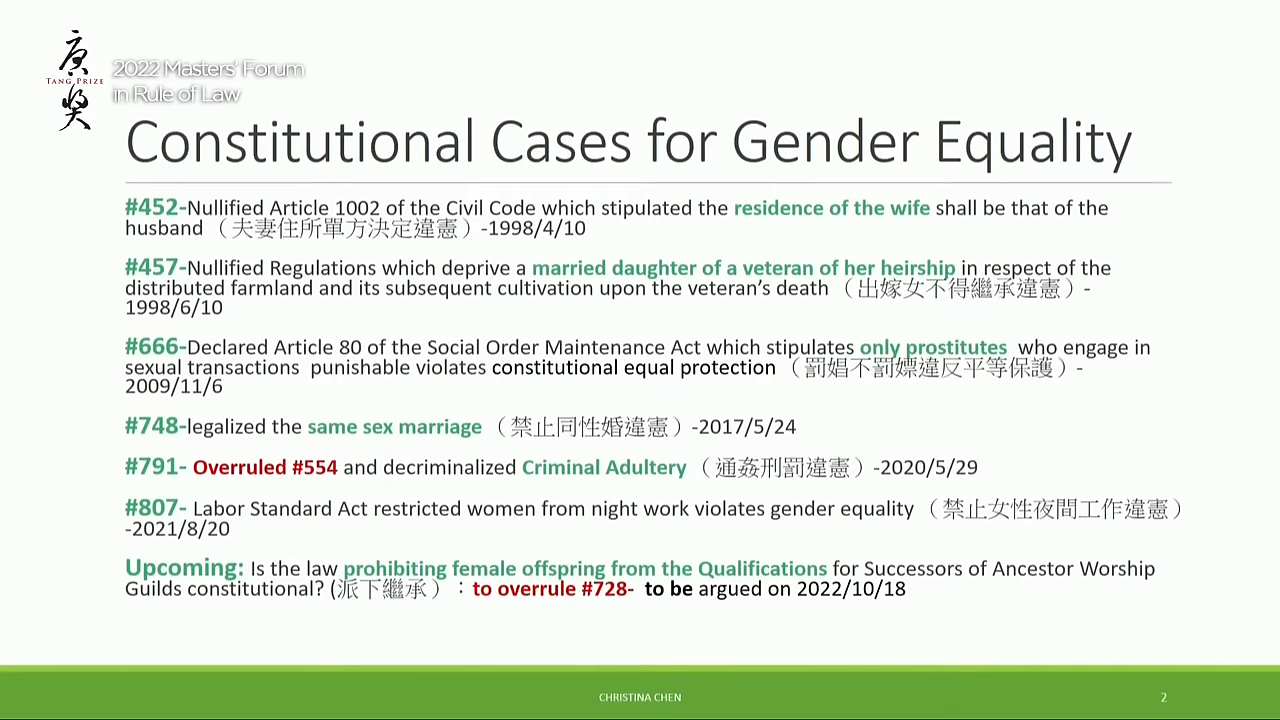 唐
TANG PRIZE
獎
2022 Masters' Forum
in Rule of Law
Constitutional Cases for Gender Equality
#452-Nullified Article 1002 of the Civil Code which stipulated the residence of the wife shall be that of the
husband（夫妻住所單方決定違憲）-1998/4/10
#457-Nullified Regulations which deprive a married daughter of a veteran of her heirship in respect of the
distributed farmland and its subsequent cultivation upon the veteran's death（出嫁女不得繼承違憲）-
1998/6/10
#666-Declared Article 80 of the Social Order Maintenance Act which stipulates only prostitutes who engage in
sexual transactions punishable violates constitutional equal protection（罰娼不罰嫖違反平等保護）-
2009/11/6
#748-legalized the same sex marriage（禁止同性婚違憲）-2017/5/24
#791- Overruled #554 and decriminalized Criminal Adultery（通姦刑罰違憲）-2020/5/29
#807- Labor Standard Act restricted women from night work violates gender equality（禁止女性夜間工作違憲）
-2021/8/20
Upcoming: Is the law prohibiting female offspring from the Qualifications for Successors of Ancestor Worship
Guilds constitutional? (派下繼承）：to overrule #728- to be argued on 2022/10/18
CHRISTINA CHEN
2